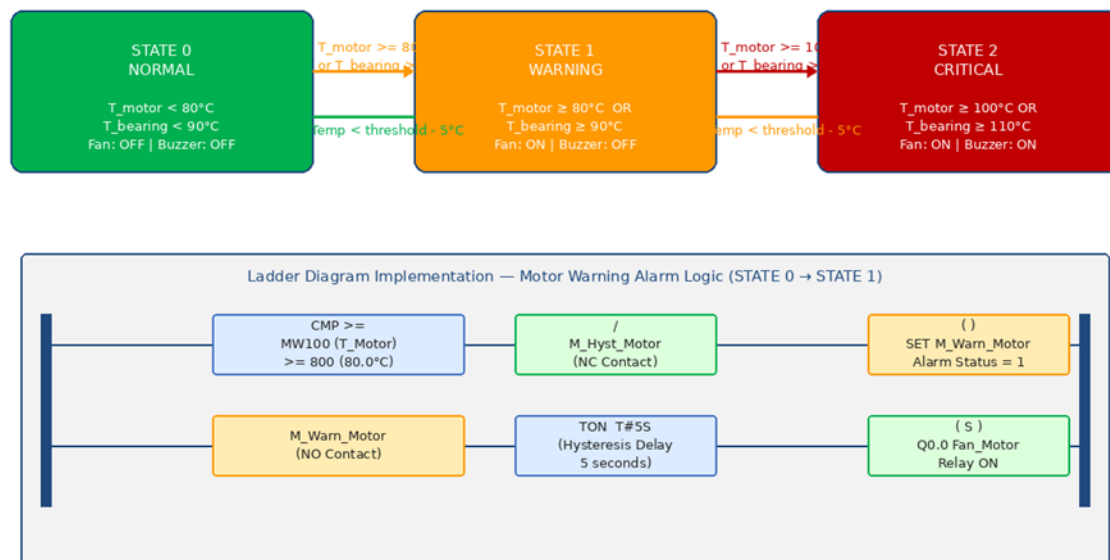 STATE 0
NORMAL
T_motor < 80°C
T_bearing < 90°C
Fan: OFF | Buzzer: OFF
T_motor >= 8
or T_bearing >
Temp < threshold - 5°C
STATE 1
WARNING
T_motor ≥ 80°C OR
T_bearing ≥ 90°C
Fan: ON | Buzzer: OFF
T_motor >= 10
or T_bearing >
emp < threshold - 5°C
STATE 2
CRITICAL
T_motor ≥ 100°C OR
T_bearing ≥ 110°C
Fan: ON | Buzzer: ON
Ladder Diagram Implementation — Motor Warning Alarm Logic (STATE 0 → STATE 1)
CMP >=
MW100 (T_Motor)
>= 800 (80.0°C)
/
M_Hyst_Motor
(NC Contact)
( )
SET M_Warn_Motor
Alarm Status = 1
M_Warn_Motor
(NO Contact)
TON T#5S
(Hysteresis Delay
5 seconds)
( S )
Q0.0 Fan_Motor
Relay ON